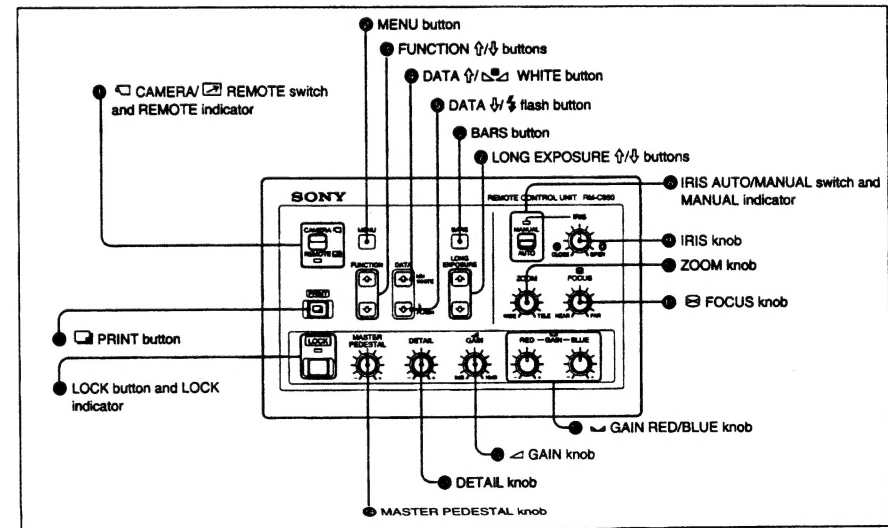 MENU button
FUNCTION ⇧/⇩ buttons
DATA ⇧/ WHITE button
CAMERA/ REMOTE switch
and REMOTE indicator
DATA ⇩/ flash button
BARS button
LONG EXPOSURE ⇧/⇩ buttons
IRIS AUTO/MANUAL switch and
MANUAL indicator
SONY
REMOTE CONTROL UNIT
CAMERA
REMOTE
MENU
BARS
MANUAL
AUTO
IRIS
CLOSE OPEN
IRIS knob
FUNCTION
DATA
LONG
EXPOSURE
WHITE
FLASH
ZOOM
FOCUS
ZOOM knob
WIDE TELE
NEAR FAR
FOCUS knob
PRINT
PRINT button
LOCK
MASTER
PEDESTAL
DETAIL
GAIN
RED —GAIN— BLUE
LOCK button and LOCK
indicator
GAIN RED/BLUE knob
GAIN knob
DETAIL knob
MASTER PEDESTAL knob